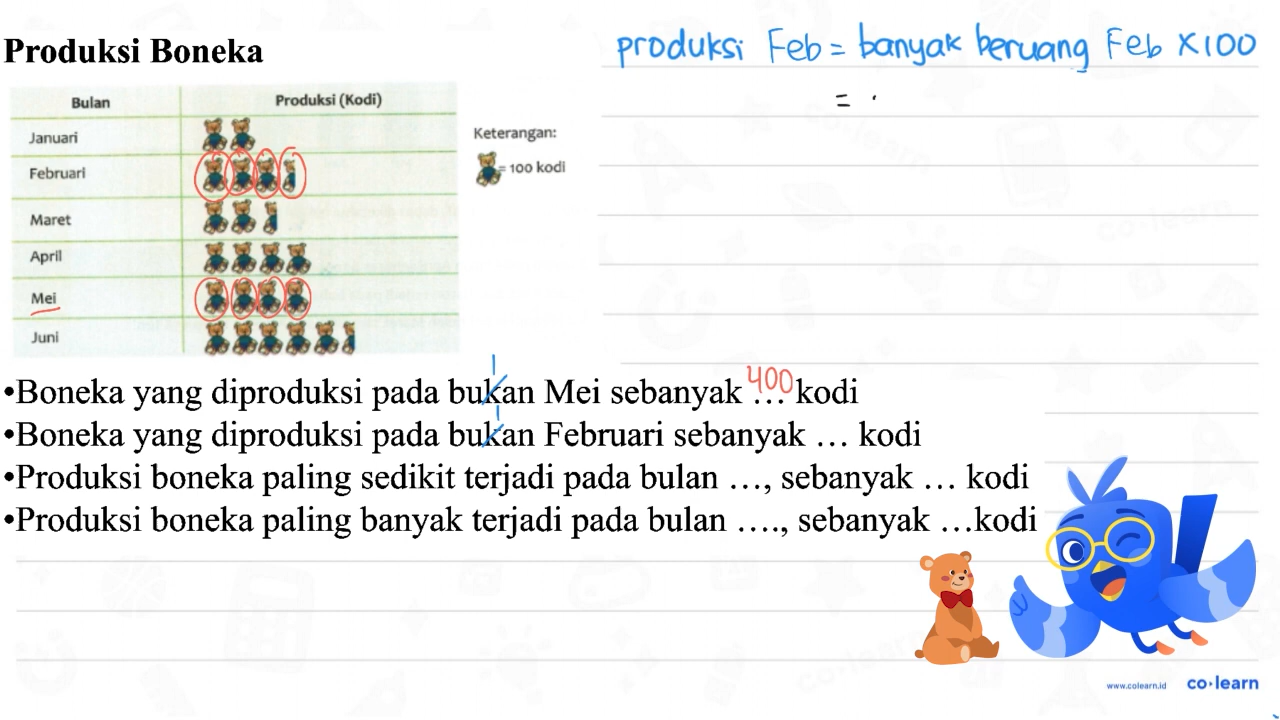 Produksi Boneka
produksi Feb = banyak beruang Feb x100
= .
Bulan Produksi (Kodi)
Januari
Februari
Maret
April
Mei
Juni
Keterangan:
= 100 kodi
•Boneka yang diproduksi pada bukan Mei sebanyak ... kodi
l
400
•Boneka yang diproduksi pada bukan Februari sebanyak ... kodi
l
•Produksi boneka paling sedikit terjadi pada bulan ..., sebanyak ... kodi
•Produksi boneka paling banyak terjadi pada bulan ...., sebanyak ...kodi
www.colearn.id co·learn